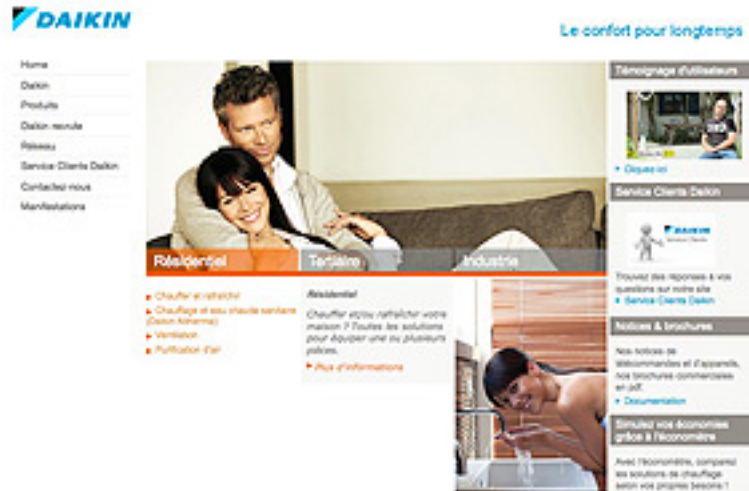 DAIKIN
Le confort pour longtemps
Home
Daikin
Produits
Daikin recrute
Réseau
Service Clients Daikin
Contactez-nous
Manifestations
Résidentiel
Tertiaire
Industrie
Chauffer et rafraîchir
Chauffage et eau chaude sanitaire
(Daikin Altherma)
Ventilation
Purification d'air
Résidentiel
Chauffer et/ou rafraîchir votre
maison ? Toutes les solutions
pour équiper une ou plusieurs
pièces.
Plus d'informations
Témoignage d'utilisateurs
Cliquez ici
Service Clients Daikin
DAIKIN
Service Clients
Trouvez des réponses à vos
questions sur notre site
Service Clients Daikin
Notices & brochures
Nos notices de
télécommandes et d'appareils,
nos brochures commerciales
en pdf.
Documentation
Simulez vos économies
grâce à l'économètre
Avec l'économètre, comparez
les solutions de chauffage
selon vos propres besoins !